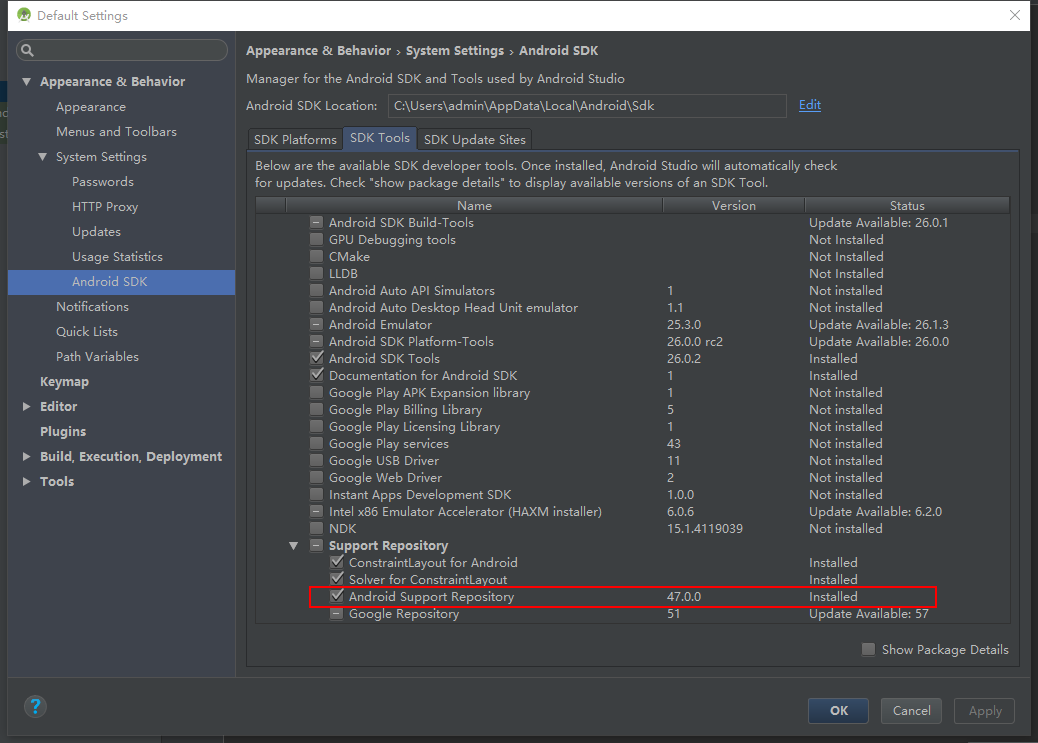 Default Settings
Appearance & Behavior › System Settings › Android SDK
Manager for the Android SDK and Tools used by Android Studio
Android SDK Location: C:\Users\admin\AppData\Local\Android\Sdk Edit
Appearance & Behavior
Appearance
Menus and Toolbars
System Settings
Passwords
HTTP Proxy
Updates
Usage Statistics
Android SDK
Notifications
Quick Lists
Path Variables
Keymap
Editor
Plugins
Build, Execution, Deployment
Tools
SDK Platforms SDK Tools SDK Update Sites
Below are the available SDK developer tools. Once installed, Android Studio will automatically check
for updates. Check "show package details" to display available versions of an SDK Tool.
Name Version Status
Android SDK Build-Tools Update Available: 26.0.1
GPU Debugging tools Not Installed
CMake Not Installed
LLDB Not Installed
Android Auto API Simulators 1 Not installed
Android Auto Desktop Head Unit emulator 1.1 Not installed
Android Emulator 25.3.0 Update Available: 26.1.3
Android SDK Platform-Tools 26.0.0 rc2 Update Available: 26.0.0
Android SDK Tools 26.0.2 Installed
Documentation for Android SDK 1 Installed
Google Play APK Expansion library 1 Not installed
Google Play Billing Library 5 Not installed
Google Play Licensing Library 1 Not installed
Google Play services 43 Not installed
Google USB Driver 11 Not installed
Google Web Driver 2 Not installed
Instant Apps Development SDK 1.0.0 Not installed
Intel x86 Emulator Accelerator (HAXM installer) 6.0.6 Update Available: 6.2.0
NDK 15.1.4119039 Not installed
Support Repository
ConstraintLayout for Android Installed
Solver for ConstraintLayout Installed
Android Support Repository 47.0.0 Installed
Google Repository 51 Update Available: 57
Show Package Details
? OK Cancel Apply